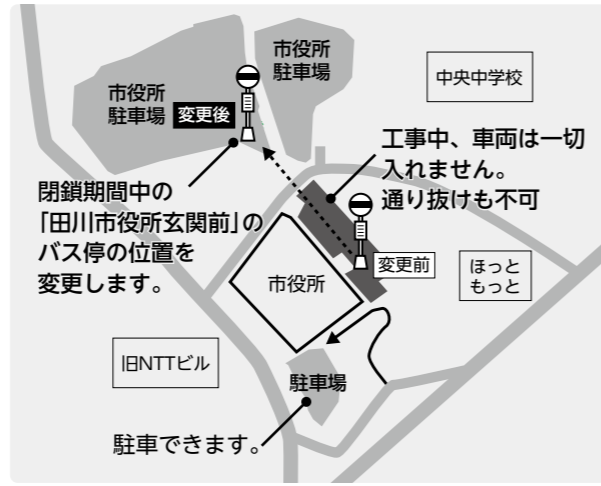 市役所
駐車場
市役所
駐車場
変更後
中央中学校
工事中、車両は一切
入れません。
通り抜けも不可
閉鎖期間中の
「田川市役所玄関前」の
バス停の位置を
変更します。
変更前
市役所
ほっと
もっと
旧NTTビル
駐車場
駐車できます。